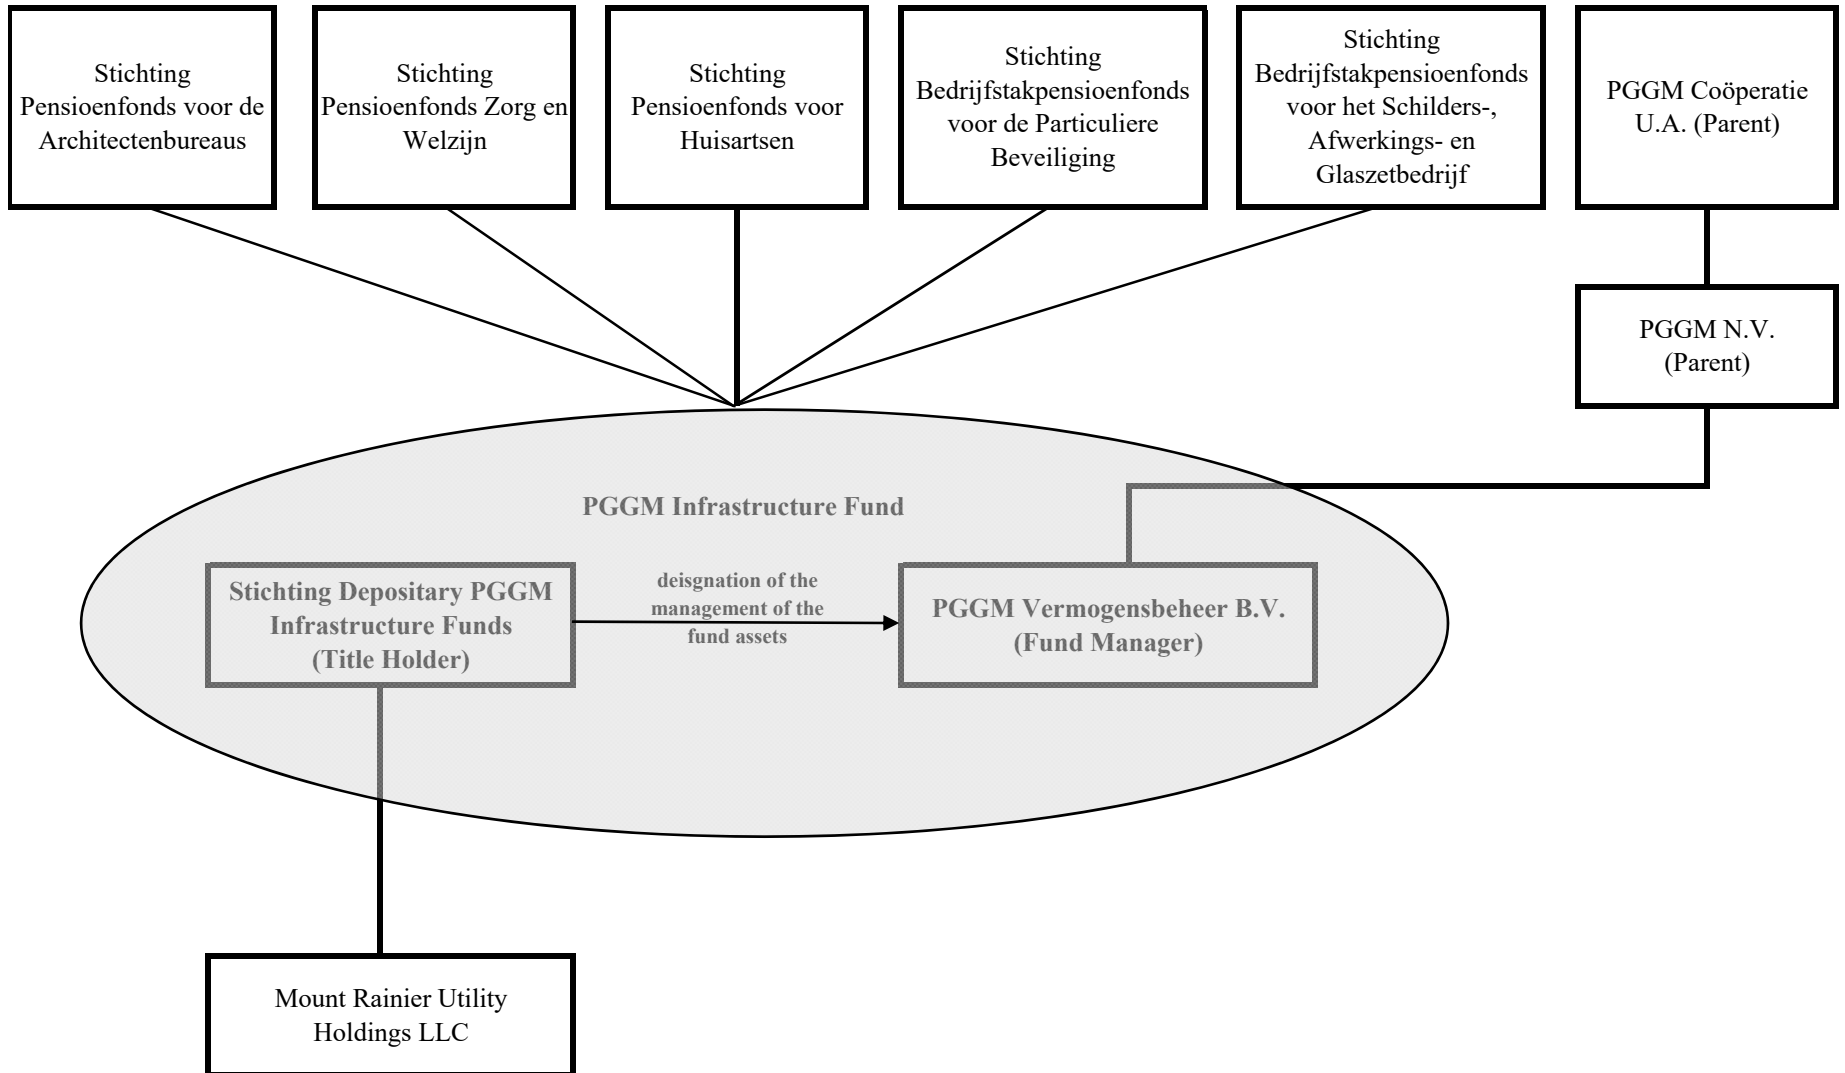 Stichting
Pensioenfonds voor de
Architectenbureaus
Stichting
Pensioenfonds Zorg en
Welzijn
Stichting
Pensioenfonds voor
Huisartsen
Stichting
Bedrijfstakpensioenfonds
voor de Particuliere
Beveiliging
Stichting
Bedrijfstakpensioenfonds
voor het Schilders-,
Afwerkings- en
Glaszetbedrijf
PGGM Coöperatie
U.A. (Parent)
PGGM N.V.
(Parent)
PGGM Infrastructure Fund
Stichting Depositary PGGM
Infrastructure Funds
(Title Holder)
deisgnation of the
management of the
fund assets
PGGM Vermogensbeheer B.V.
(Fund Manager)
Mount Rainier Utility
Holdings LLC